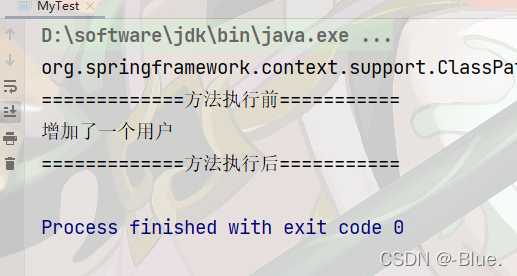 MyTest
D:\software\jdk\bin\java.exe ...
org.springframework.context.support.ClassPat
=============方法执行前===========
增加了一个用户
=============方法执行后===========
Process finished with exit code 0
CSDN @-Blue.